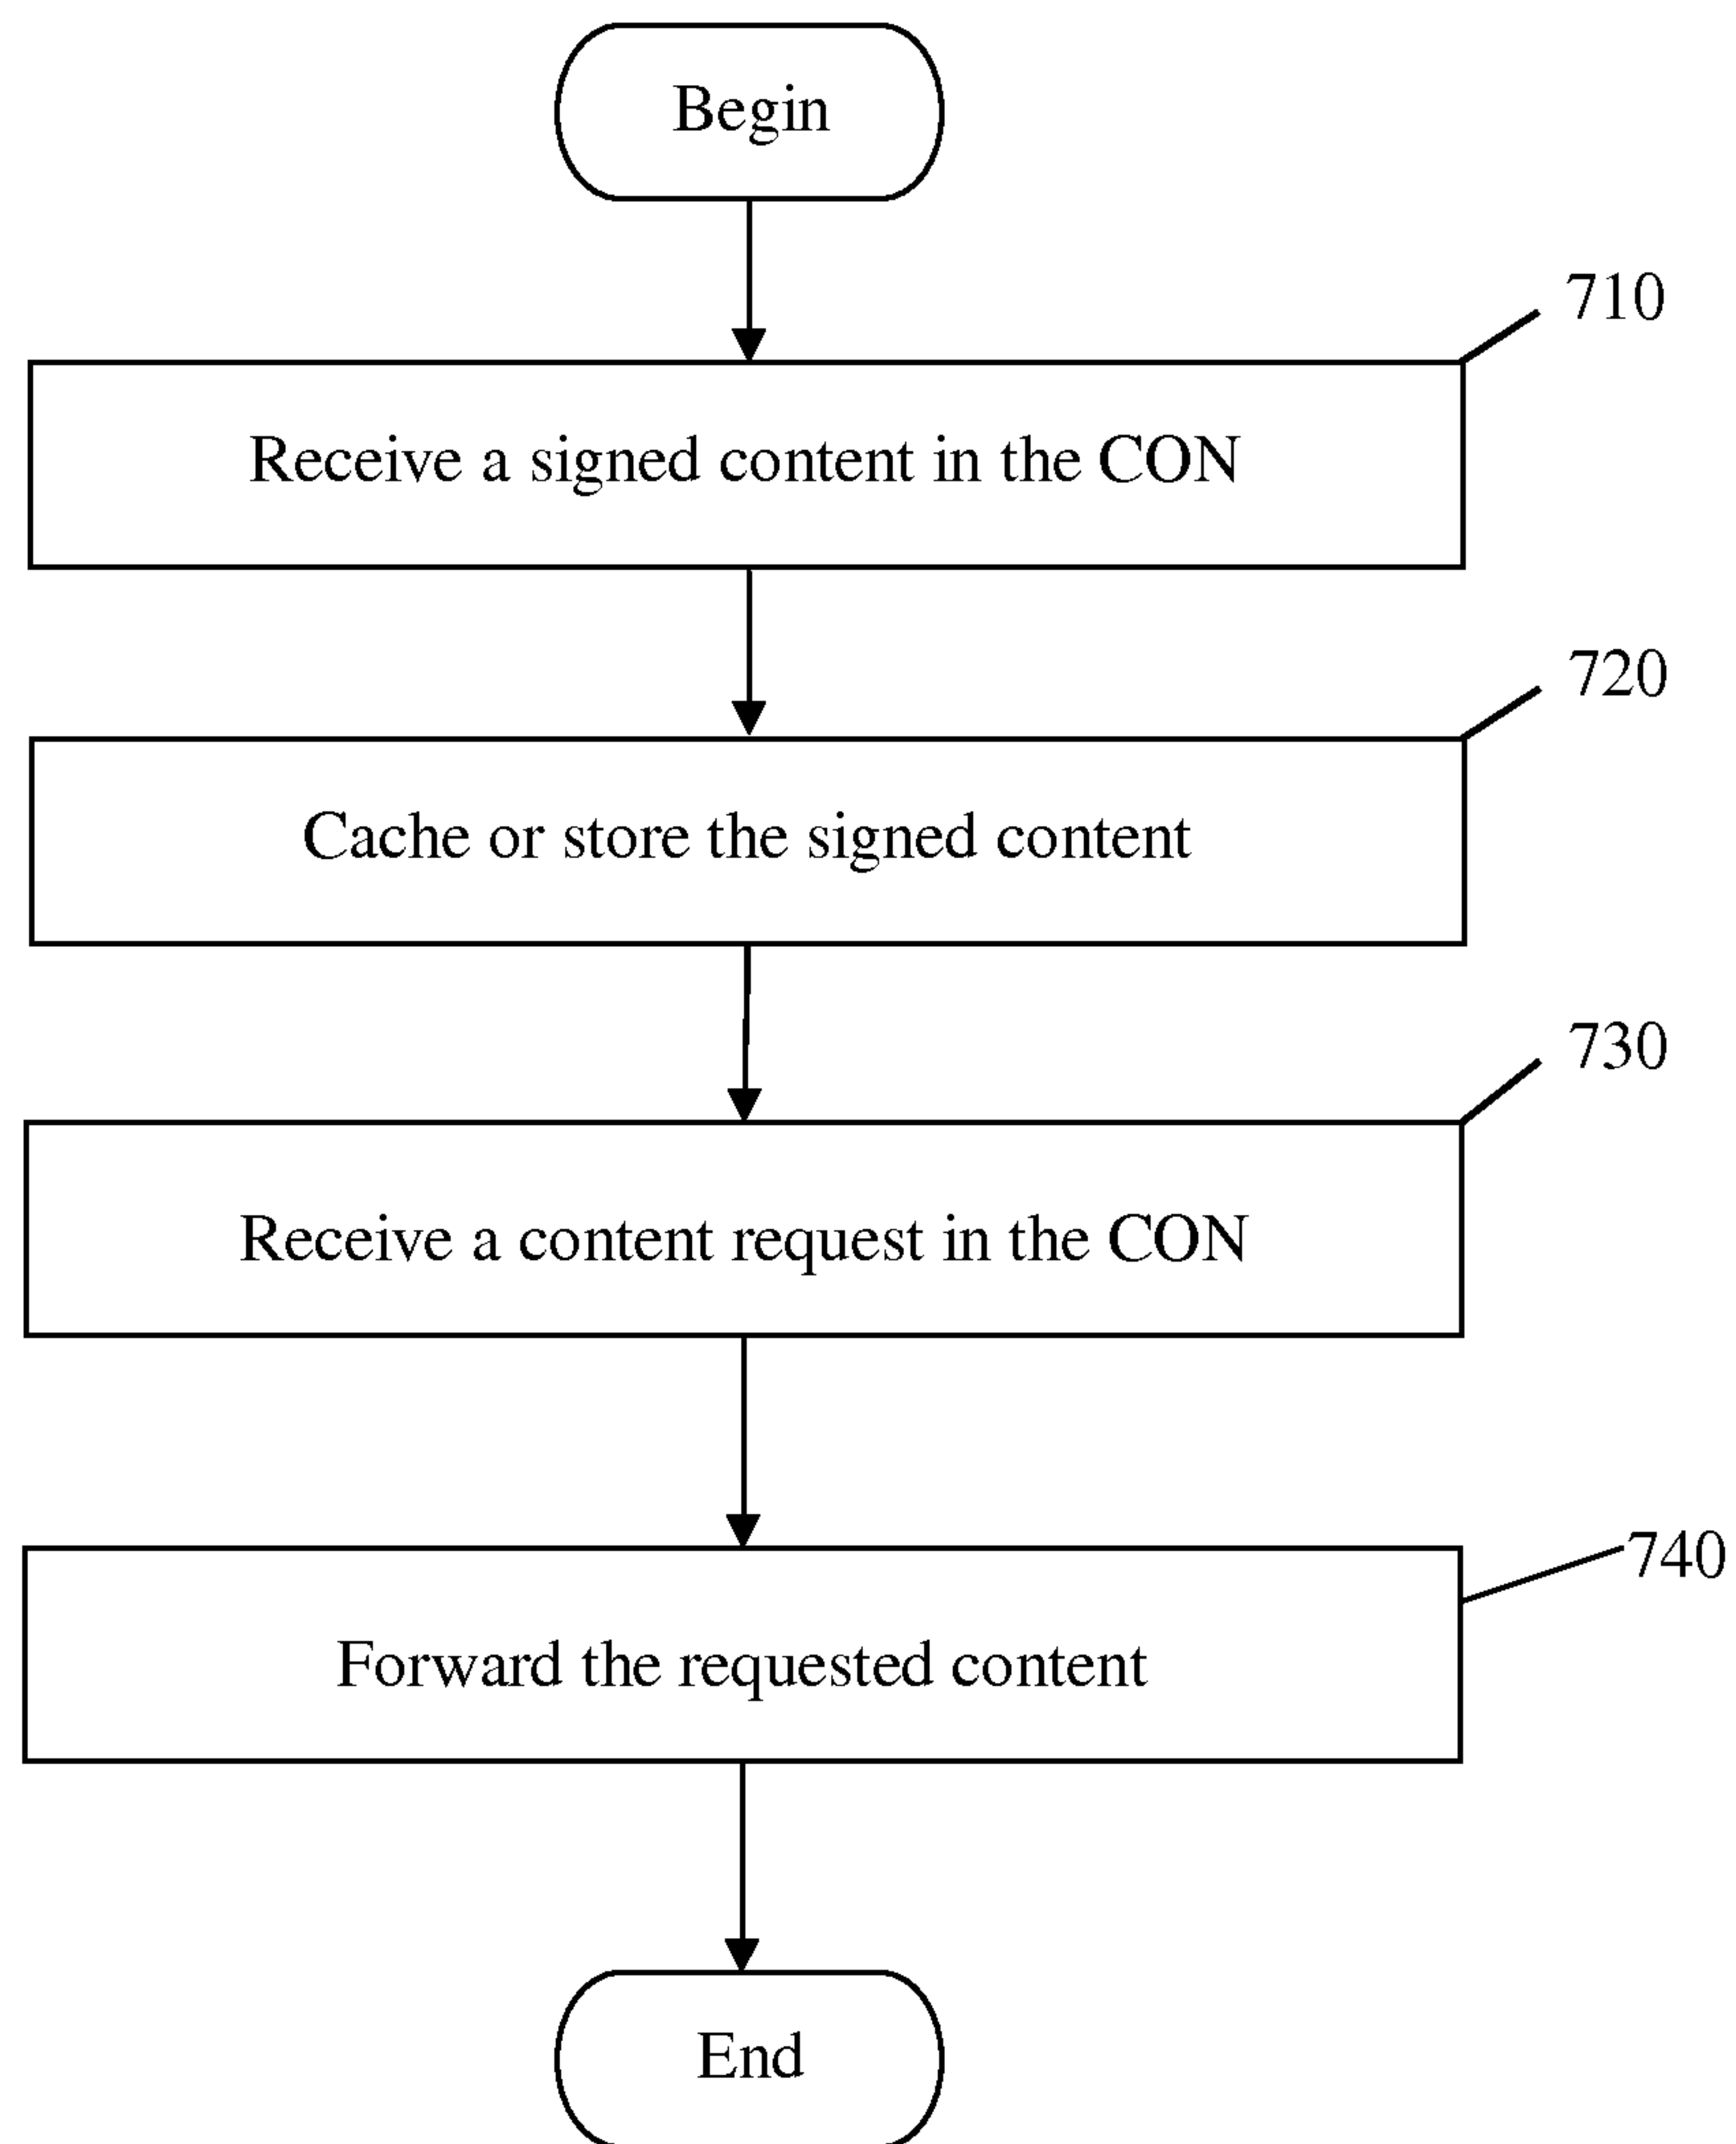 Begin
710
Receive a signed content in the CON
720
Cache or store the signed content
730
Receive a content request in the CON
740
Forward the requested content
End